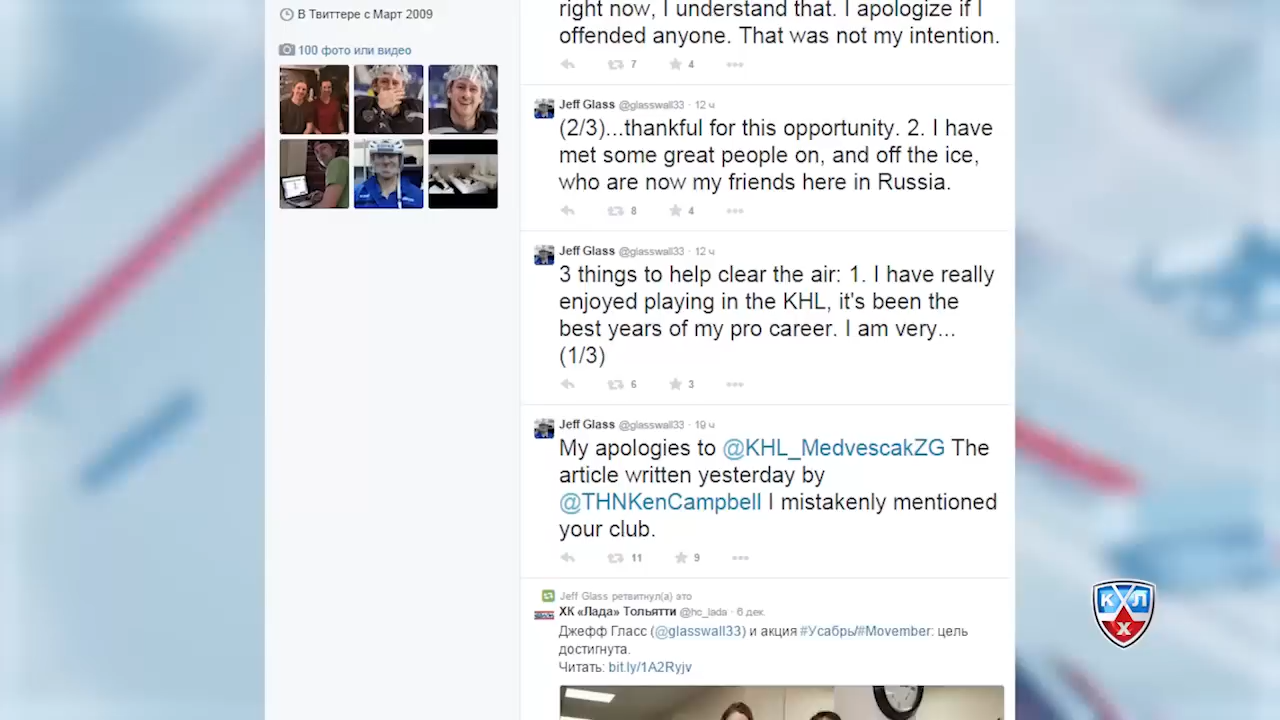 В Твиттере с Март 2009
100 фото или видео
right now, I understand that. I apologize if I
offended anyone. That was not my intention.
7 4
Jeff Glass @glasswall33 · 12 ч
(2/3)...thankful for this opportunity. 2. I have
met some great people on, and off the ice,
who are now my friends here in Russia.
8 4
Jeff Glass @glasswall33 · 12 ч
3 things to help clear the air: 1. I have really
enjoyed playing in the KHL, it's been the
best years of my pro career. I am very...
(1/3)
6 3
Jeff Glass @glasswall33 · 19 ч
My apologies to @KHL_MedvescakZG The
article written yesterday by
@THNKenCampbell I mistakenly mentioned
your club.
11 9
Jeff Glass ретвитнул(а) это
ХК «Лада» Тольятти @hc_lada · 6 дек.
Джефф Гласс (@glasswall33) и акция #Усабрь/#Movember: цель
достигнута.
Читать: bit.ly/1A2Ryjv
КХЛ